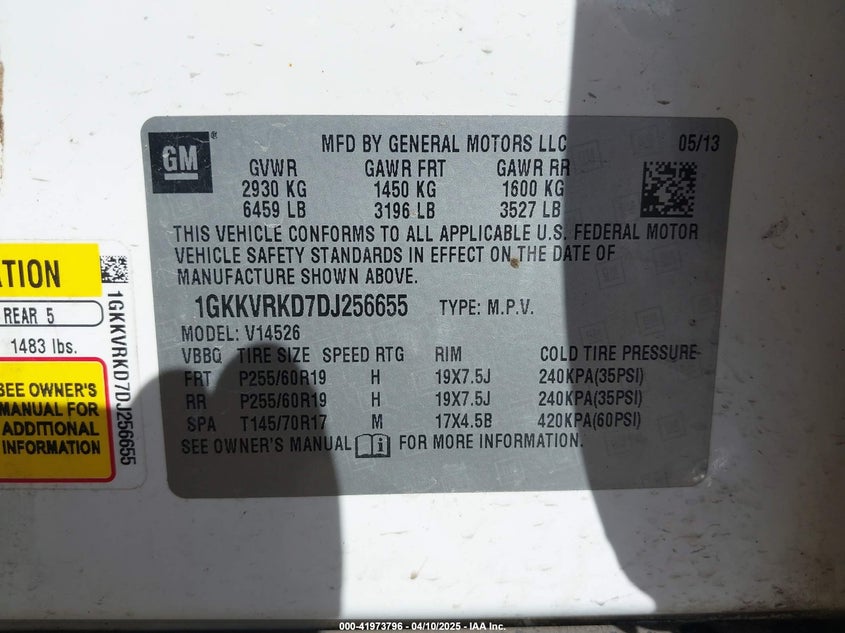 GM ®
MFD BY GENERAL MOTORS LLC 05/13
GVWR GAWR FRT GAWR RR
2930 KG 1450 KG 1600 KG
6459 LB 3196 LB 3527 LB
THIS VEHICLE CONFORMS TO ALL APPLICABLE U.S. FEDERAL MOTOR
VEHICLE SAFETY STANDARDS IN EFFECT ON THE DATE OF
MANUFACTURE SHOWN ABOVE.
1GKKVRKD7DJ256655 TYPE: M.P.V.
MODEL: V14526
VBBQ TIRE SIZE SPEED RTG RIM COLD TIRE PRESSURE
FRT P255/60R19 H 19X7.5J 240KPA(35PSI)
RR P255/60R19 H 19X7.5J 240KPA(35PSI)
SPA T145/70R17 M 17X4.5B 420KPA(60PSI)
SEE OWNER'S MANUAL i FOR MORE INFORMATION.
ATION
REAR 5
1483 lbs.
SEE OWNER'S
MANUAL FOR
ADDITIONAL
INFORMATION
1GKKVRKD7DJ256655
000-41973796 - 04/10/2025 - IAA Inc.